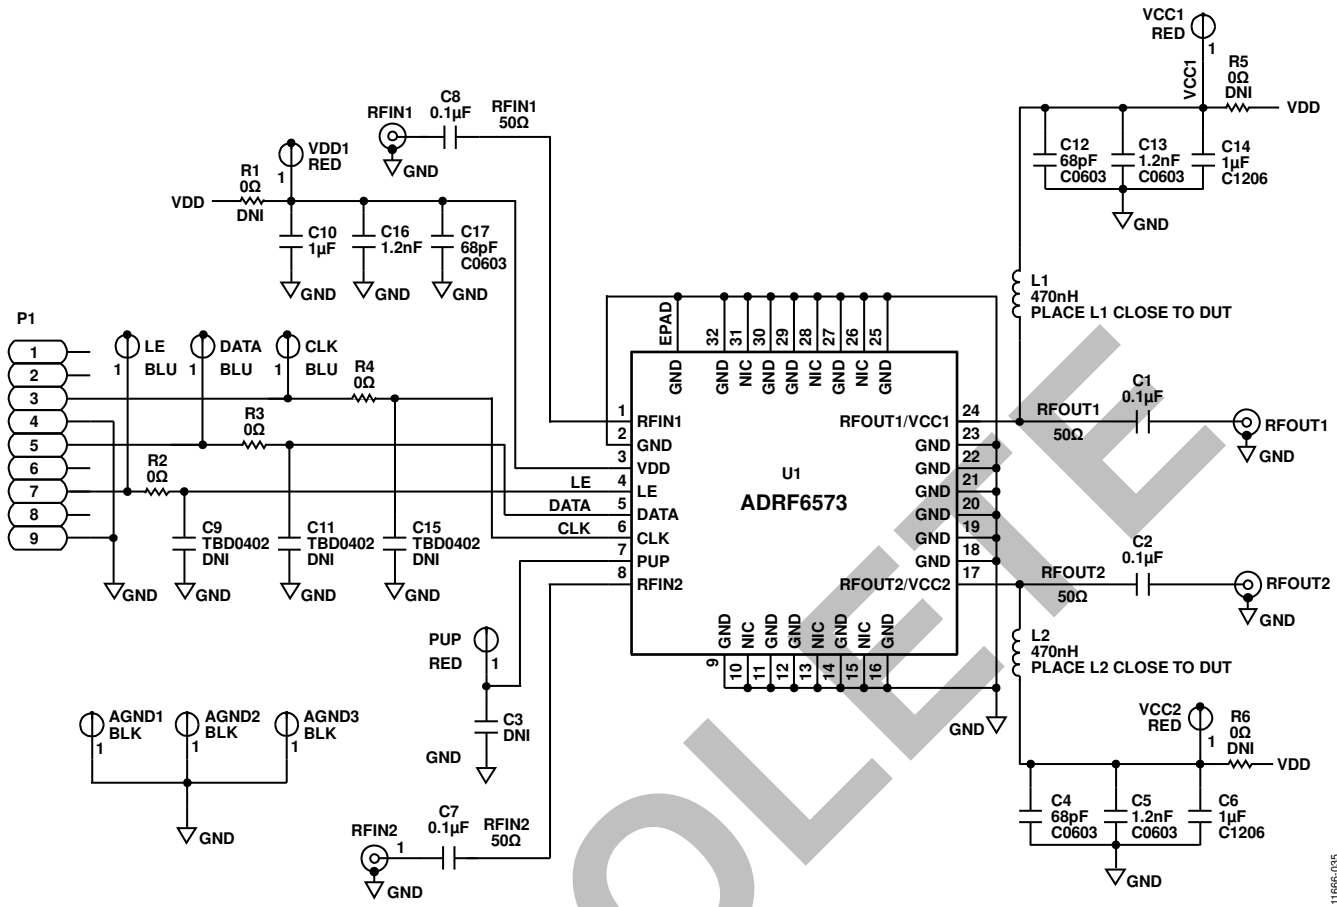 VCC1
RED
1
VCC1
R5
0Ω
DNI
VDD
C12
68pF
C0603
C13
1.2nF
C0603
C14
1µF
C1206
GND
RFIN1
C8
0.1µF
RFIN1
50Ω
GND
VDD1
RED
1
R1
0Ω
DNI
VDD
C10
1µF
C16
1.2nF
C17
68pF
C0603
GND
GND
GND
L1
470nH
PLACE L1 CLOSE TO DUT
P1
1
2
3
4
5
6
7
8
9
LE
BLU
1
DATA
BLU
1
CLK
BLU
1
R4
0Ω
R3
0Ω
R2
0Ω
C9
TBD0402
DNI
C11
TBD0402
DNI
C15
TBD0402
DNI
GND
GND
GND
GND
LE
DATA
CLK
EPAD
32
31
30
29
28
27
26
25
GND
GND
NIC
GND
GND
NIC
GND
NIC
GND
1
RFIN1
2
GND
3
VDD
4
LE
5
DATA
6
CLK
7
PUP
8
RFIN2
U1
ADRF6573
RFOUT1/VCC1
24
GND
23
GND
22
GND
21
GND
20
GND
19
GND
18
RFOUT2/VCC2
17
GND
NIC
GND
GND
NIC
GND
NIC
GND
9
10
11
12
13
14
15
16
GND
RFOUT1
50Ω
C1
0.1µF
RFOUT1
GND
RFOUT2
50Ω
C2
0.1µF
RFOUT2
GND
L2
470nH
PLACE L2 CLOSE TO DUT
PUP
RED
1
C3
DNI
GND
AGND1
BLK
1
AGND2
BLK
1
AGND3
BLK
1
GND
RFIN2
1
C7
0.1µF
RFIN2
50Ω
GND
VCC2
RED
1
R6
0Ω
DNI
VDD
C4
68pF
C0603
C5
1.2nF
C0603
C6
1µF
C1206
GND
OLETE
11666-035